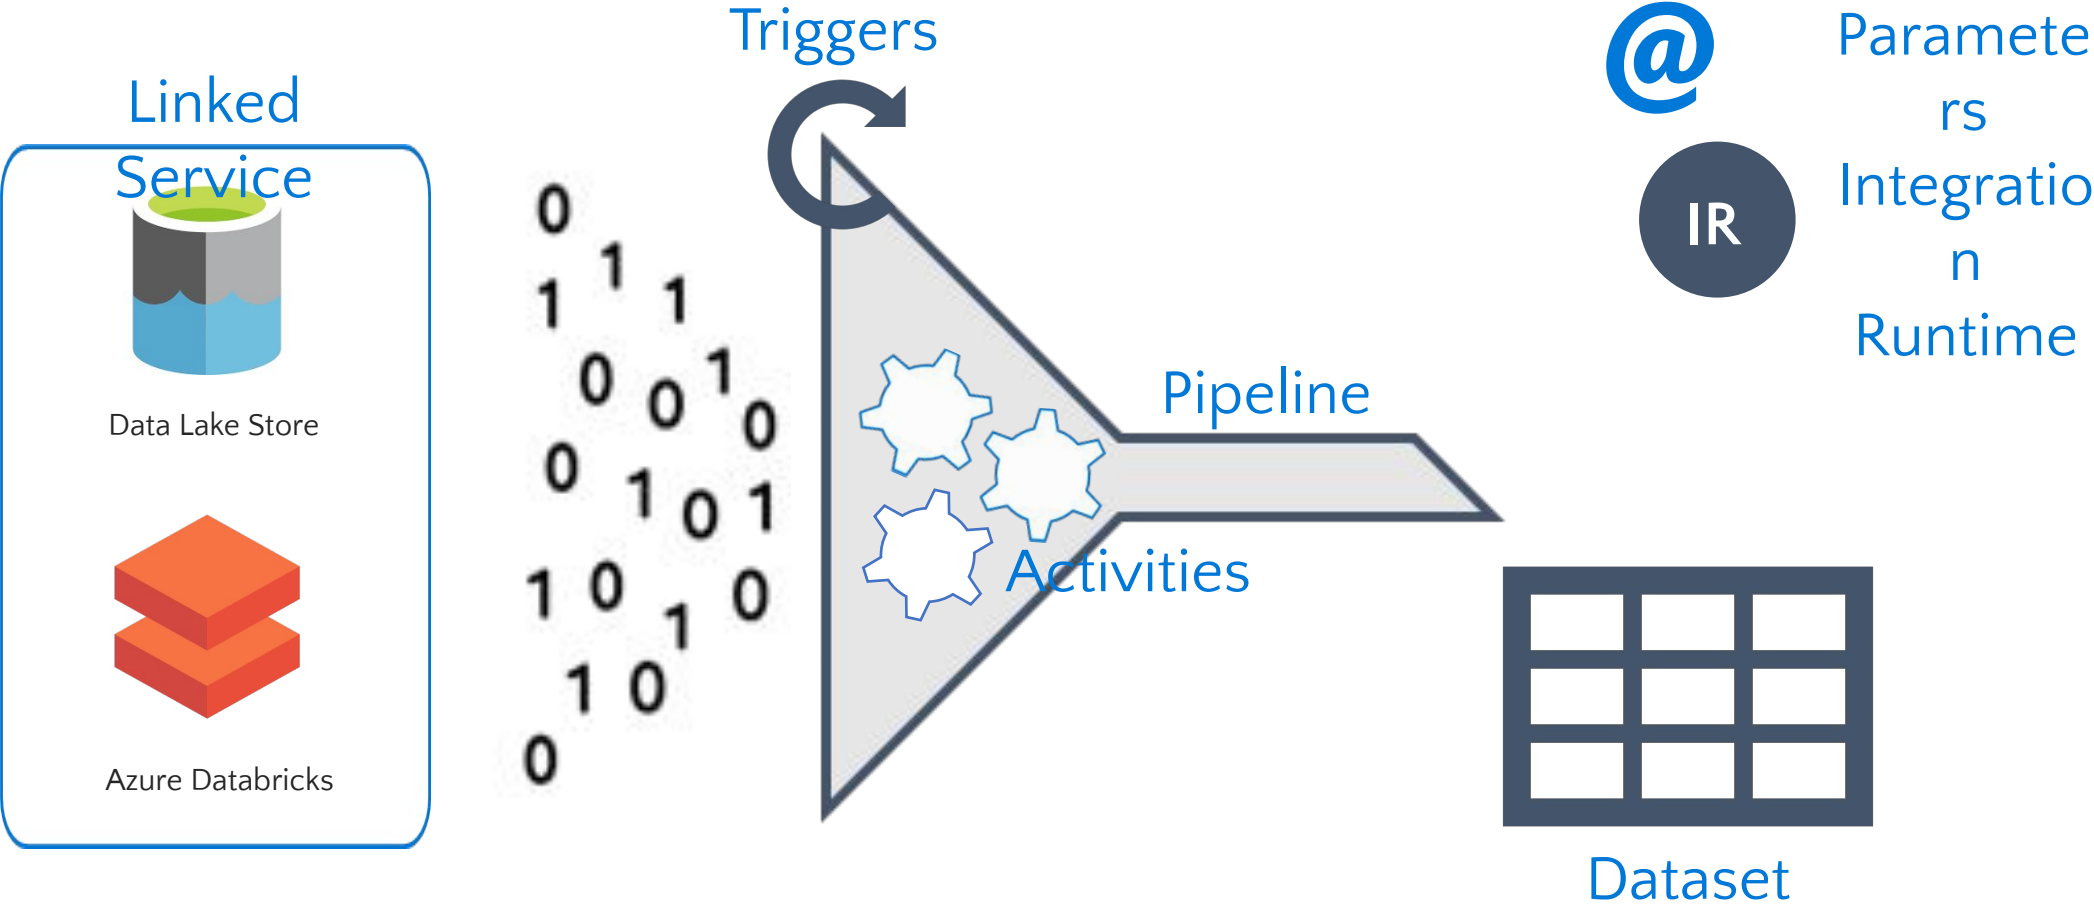 Triggers
@
Paramete
rs
Linked
Service
IR
Integratio
n
Runtime
0
1
1
1
0
0
1
0
Data Lake Store
Pipeline
0
1
0
1
1
0
1
0
Activities
1
0
0
Azure Databricks
Dataset